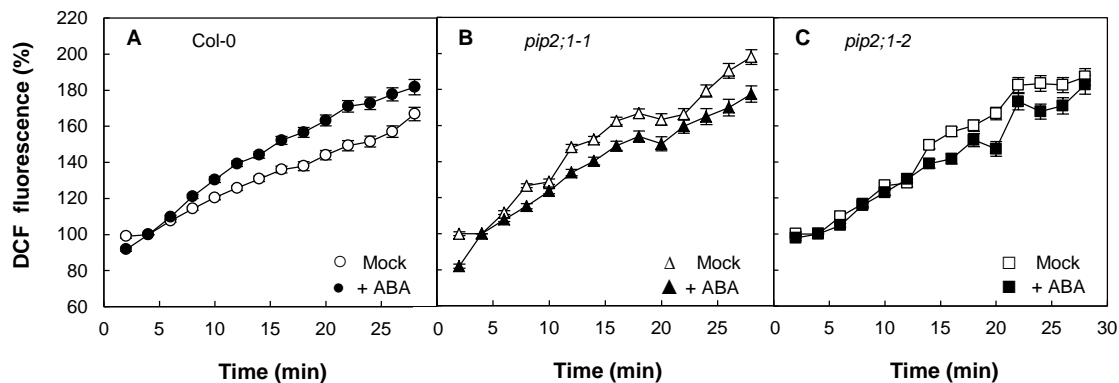 220
200
180
160
140
120
100
80
60
DCF fluorescence (%)
A Col-0
Mock
+ ABA
0 5 10 15 20 25
Time (min)
B pip2;1-1
Mock
+ ABA
0 5 10 15 20 25
Time (min)
C pip2;1-2
Mock
+ ABA
0 5 10 15 20 25 30
Time (min)